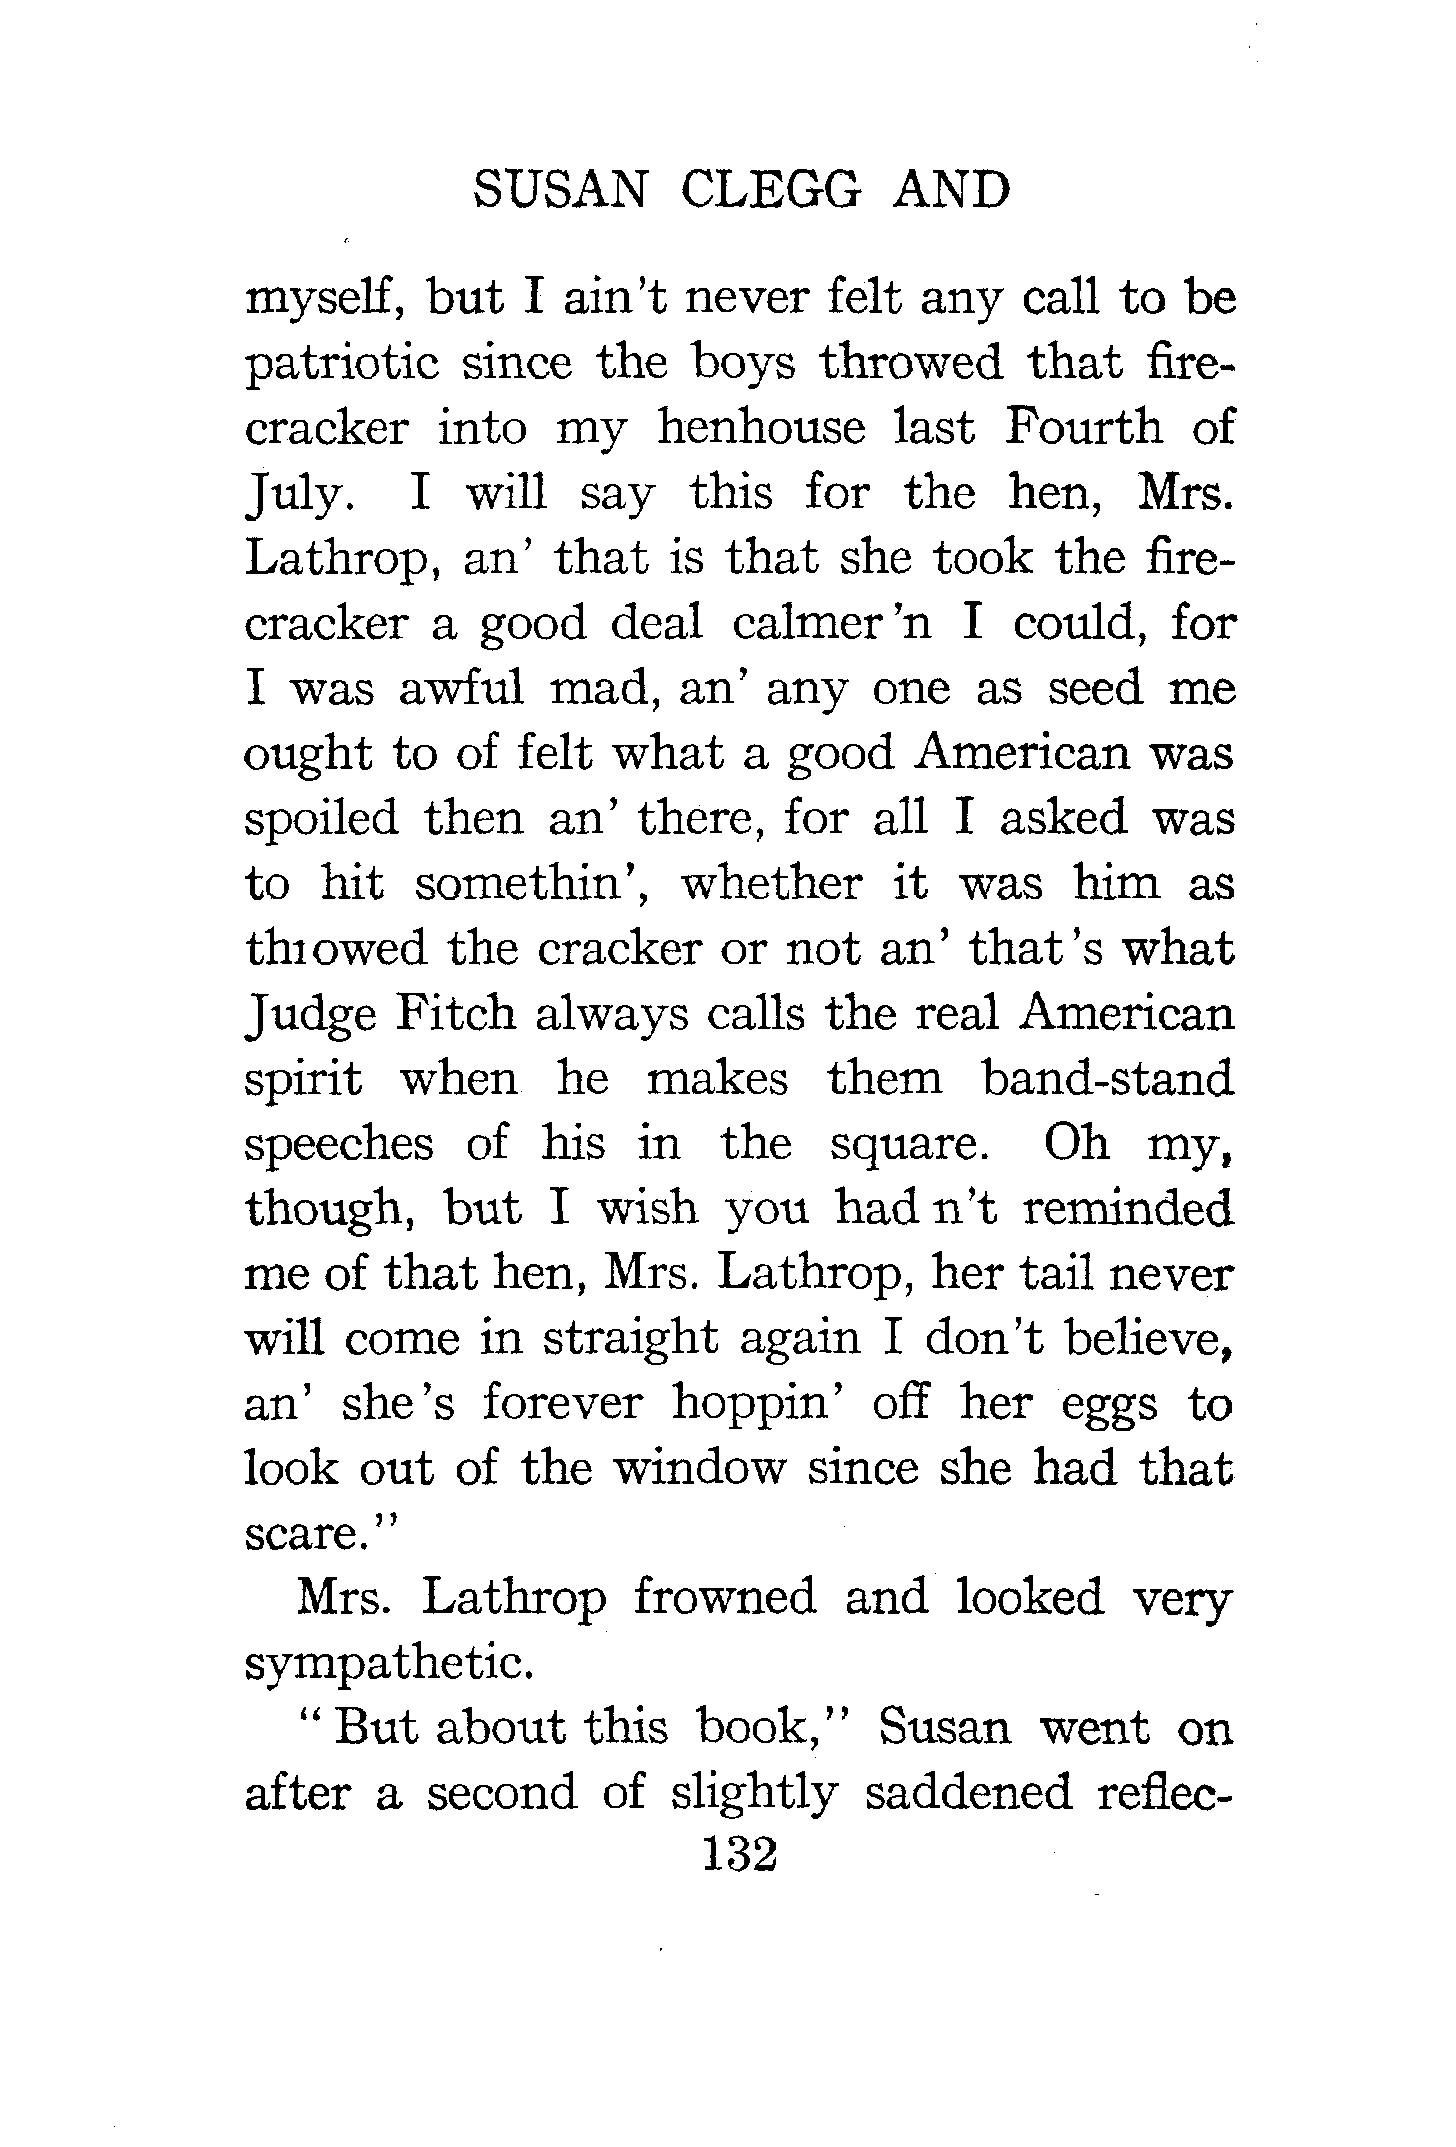 SUSAN CLEGG AND
myself, but I ain't never felt any call to be
patriotic since the boys throwed that fire-
cracker into my henhouse last Fourth of
July. I will say this for the hen, Mrs.
Lathrop, an' that is that she took the fire-
cracker a good deal calmer 'n I could, for
I was awful mad, an' any one as seed me
ought to of felt what a good American was
spoiled then an' there, for all I asked was
to hit somethin', whether it was him as
throwed the cracker or not an' that 's what
Judge Fitch always calls the real American
spirit when he makes them band-stand
speeches of his in the square. Oh my,
though, but I wish you had n't reminded
me of that hen, Mrs. Lathrop, her tail never
will come in straight again I don't believe,
an' she 's forever hoppin' off her eggs to
look out of the window since she had that
scare."
Mrs. Lathrop frowned and looked very
sympathetic.
"But about this book," Susan went on
after a second of slightly saddened reflec-
132